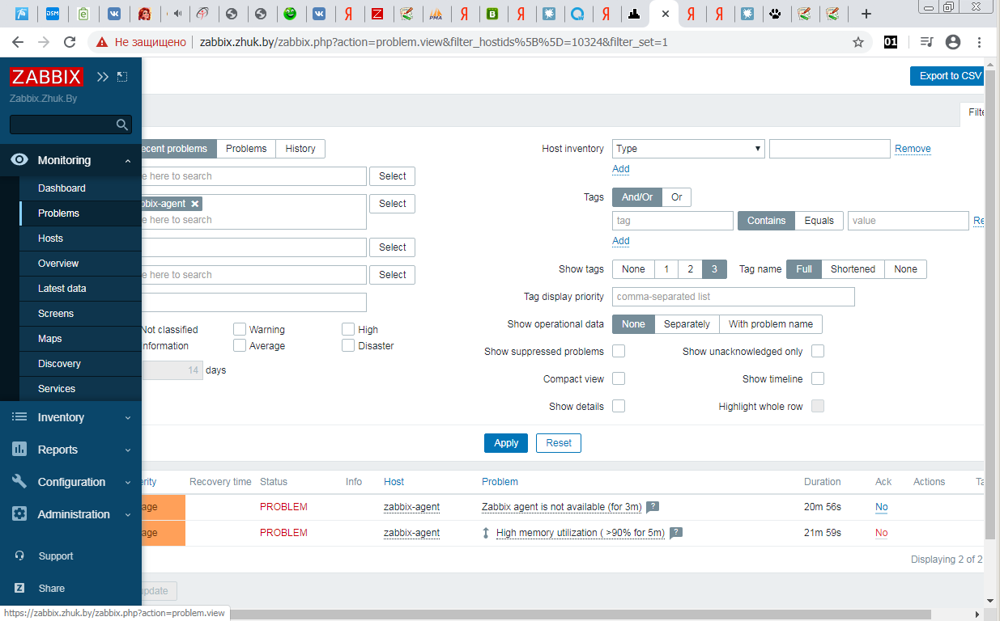 DSM
PMA
Не защищено
zabbix.zhuk.by/zabbix.php?action=problem.view&filter_hostids%5B%5D=10324&filter_set=1
01
ZABBIX
Zabbix.Zhuk.By
Export to CSV
Monitoring
Dashboard
Problems
Hosts
Overview
Latest data
Screens
Maps
Discovery
Services
Inventory
Reports
Configuration
Administration
Support
Share
Filte
ecent problems Problems History
e here to search Select
bbix-agent Select
e here to search
Select
e here to search Select
Not classified Warning High
nformation Average Disaster
14 days
Host inventory Type Remove
Add
Tags And/Or Or
tag Contains Equals value Re
Add
Show tags None 1 2 3 Tag name Full Shortened None
Tag display priority comma-separated list
Show operational data None Separately With problem name
Show suppressed problems Show unacknowledged only
Compact view Show timeline
Show details Highlight whole row
Apply Reset
erity Recovery time Status Info Host Problem Duration Ack Actions Ta
age PROBLEM zabbix-agent Zabbix agent is not available (for 3m) ? 20m 56s No
age PROBLEM zabbix-agent High memory utilization ( >90% for 5m) ? 21m 59s No
Displaying 2 of 2
update
https://zabbix.zhuk.by/zabbix.php?action=problem.view